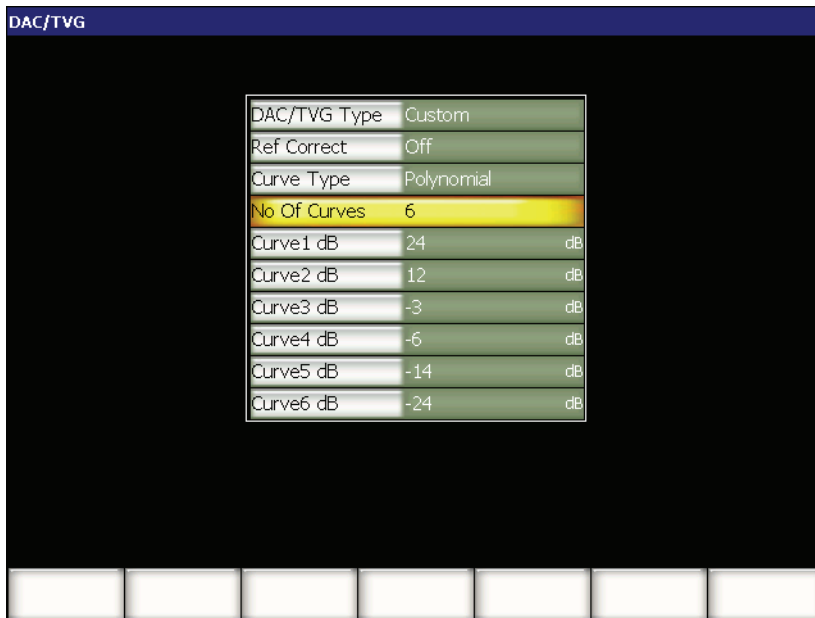 DAC/TVG
DAC/TVG Type Custom
Ref Correct Off
Curve Type Polynomial
No Of Curves 6
Curve1 dB 24 dB
Curve2 dB 12 dB
Curve3 dB -3 dB
Curve4 dB -6 dB
Curve5 dB -14 dB
Curve6 dB -24 dB